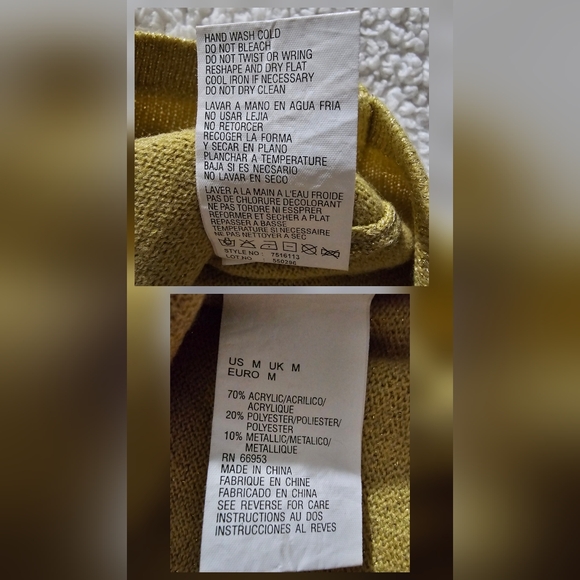 HAND WASH COLD
DO NOT BLEACH
DO NOT TWIST OR WRING
RESHAPE AND DRY FLAT
COOL IRON IF NECESSARY
DO NOT DRY CLEAN
LAVAR A MANO EN AGUA FRIA
NO USAR LEJIA
NO RETORCER
RECOGER LA FORMA
Y SECAR EN PLANO
PLANCHAR A TEMPERATURE
BAJA SI ES NECSARIO
NO LAVAR EN SECO
LAVER A LA MAIN A L'EAU FROIDE
PAS DE CHLORURE DECOLORANT
NE PAS TORDRE NI ESSPRER
REFORMER ET SECHER A PLAT
REPASSER A BASSE
TEMPERATURE SI NECESSAIRE
NE PAS NETTOYER A SEC
STYLE NO : 7516113
LOT NO : 550296
US M UK M
EURO M
70% ACRYLIC/ACRILICO/
ACRYLIQUE
20% POLYESTER/POLIESTER/
POLYESTER
10% METALLIC/METALICO/
METALLIQUE
RN 66953
MADE IN CHINA
FABRIQUE EN CHINE
FABRICADO EN CHINA
SEE REVERSE FOR CARE
INSTRUCTIONS AU DOS
INSTRUCCIONES AL REVES